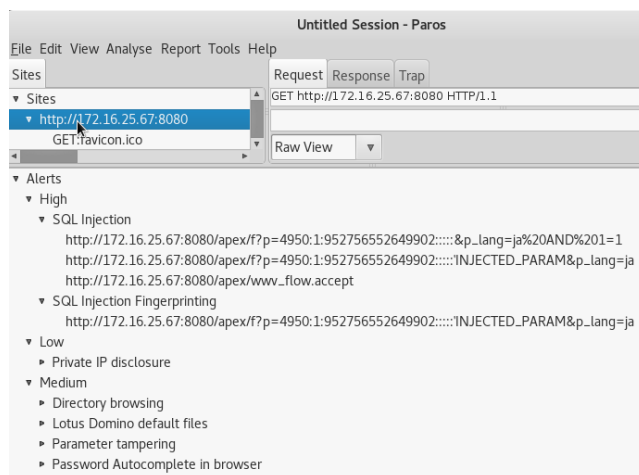 Untitled Session - Paros
File Edit View Analyse Report Tools Help
Sites
Request Response Trap
Sites
http://172.16.25.67:8080
GET:favicon.ico
GET http://172.16.25.67:8080 HTTP/1.1
Raw View
Alerts
High
SQL Injection
http://172.16.25.67:8080/apex/f?p=4950:1:952756552649902:::::&p_lang=ja%20AND%201=1
http://172.16.25.67:8080/apex/f?p=4950:1:952756552649902:::::'INJECTED_PARAM&p_lang=ja
http://172.16.25.67:8080/apex/wwv_flow.accept
SQL Injection Fingerprinting
http://172.16.25.67:8080/apex/f?p=4950:1:952756552649902:::::'INJECTED_PARAM&p_lang=ja
Low
Private IP disclosure
Medium
Directory browsing
Lotus Domino default files
Parameter tampering
Password Autocomplete in browser